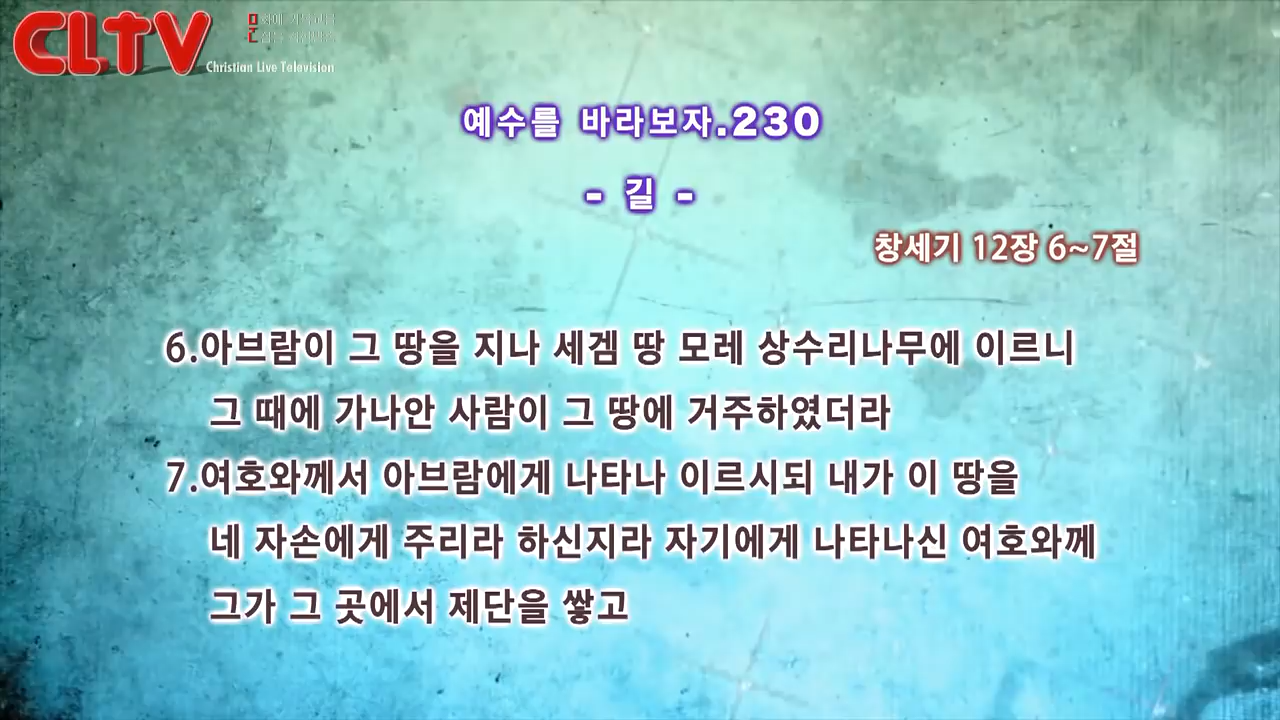 CLTV
Christian Live Television
예수를 바라보자.230
- 길 -
창세기 12장 6~7절
6.아브람이 그 땅을 지나 세겜 땅 모레 상수리나무에 이르니
그 때에 가나안 사람이 그 땅에 거주하였더라
7.여호와께서 아브람에게 나타나 이르시되 내가 이 땅을
네 자손에게 주리라 하신지라 자기에게 나타나신 여호와께
그가 그 곳에서 제단을 쌓고